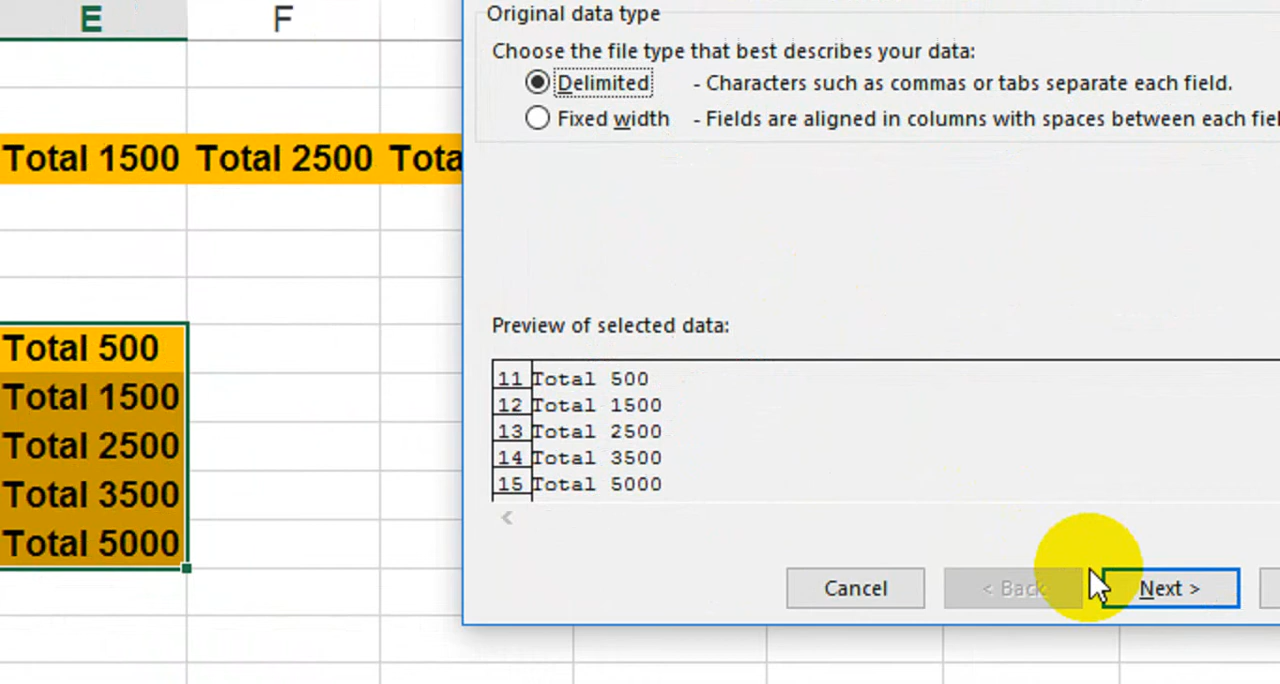 E F
Original data type
Choose the file type that best describes your data:
Delimited - Characters such as commas or tabs separate each field.
Fixed width - Fields are aligned in columns with spaces between each
Total 1500 Total 2500
Preview of selected data:
Total 500
Total 1500
Total 2500
Total 3500
Total 5000
11 Total 500
12 Total 1500
13 Total 2500
14 Total 3500
15 Total 5000
<
Cancel < Back Next >